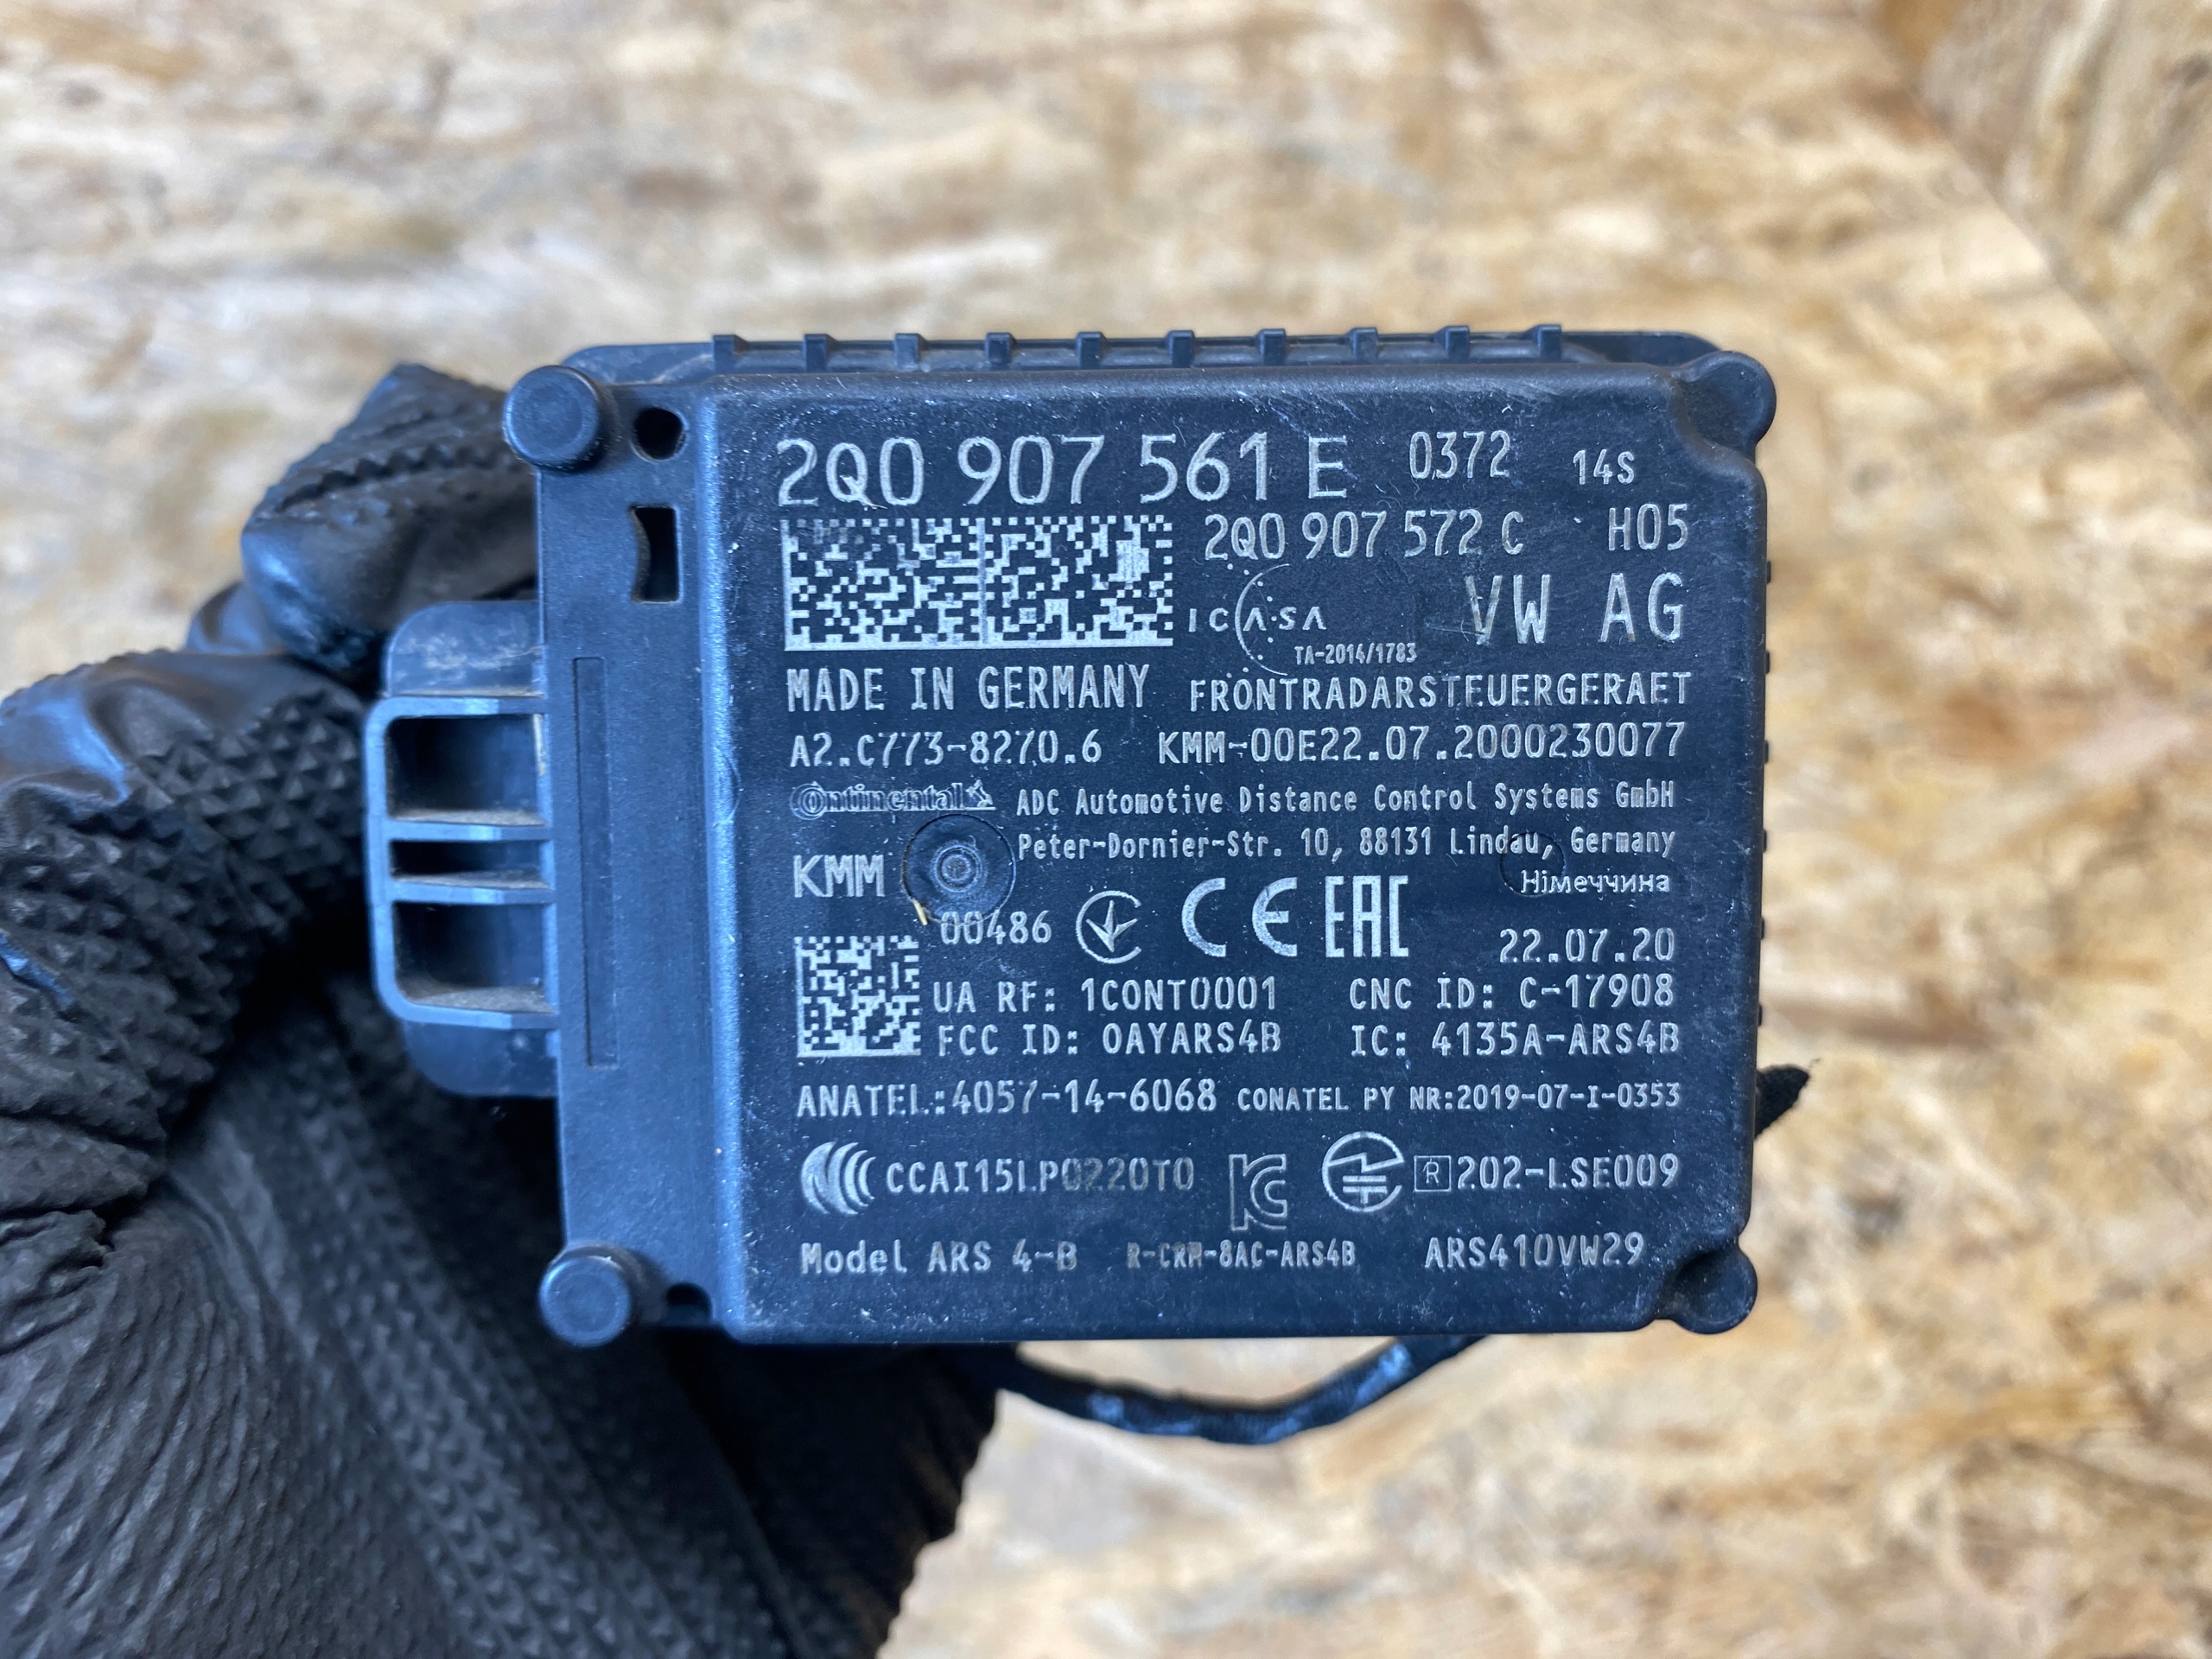 2Q0 907 561 E 0372 14S
2Q0 907 572 C H05
ICASA VW AG
TA-2014/1783
MADE IN GERMANY FRONTRADARSTEUERGERAET
A2.C773-8270.6 KMM-00E22.07.2000230077
Continental ADC Automotive Distance Control Systems GmbH
Peter-Dornier-Str. 10, 88131 Lindau, Germany
KMM Німеччина
00486 CE EAC 22.07.20
UA RF: 1CONT0001 CNC ID: C-17908
FCC ID: OAYARS4B IC: 4135A-ARS4B
ANATEL:4057-14-6068 CONATEL PY NR:2019-07-I-0353
CCAI15LP0220T0 KC R 202-LSE009
Model ARS 4-B R-CRM-8AC-ARS4B ARS410VW29